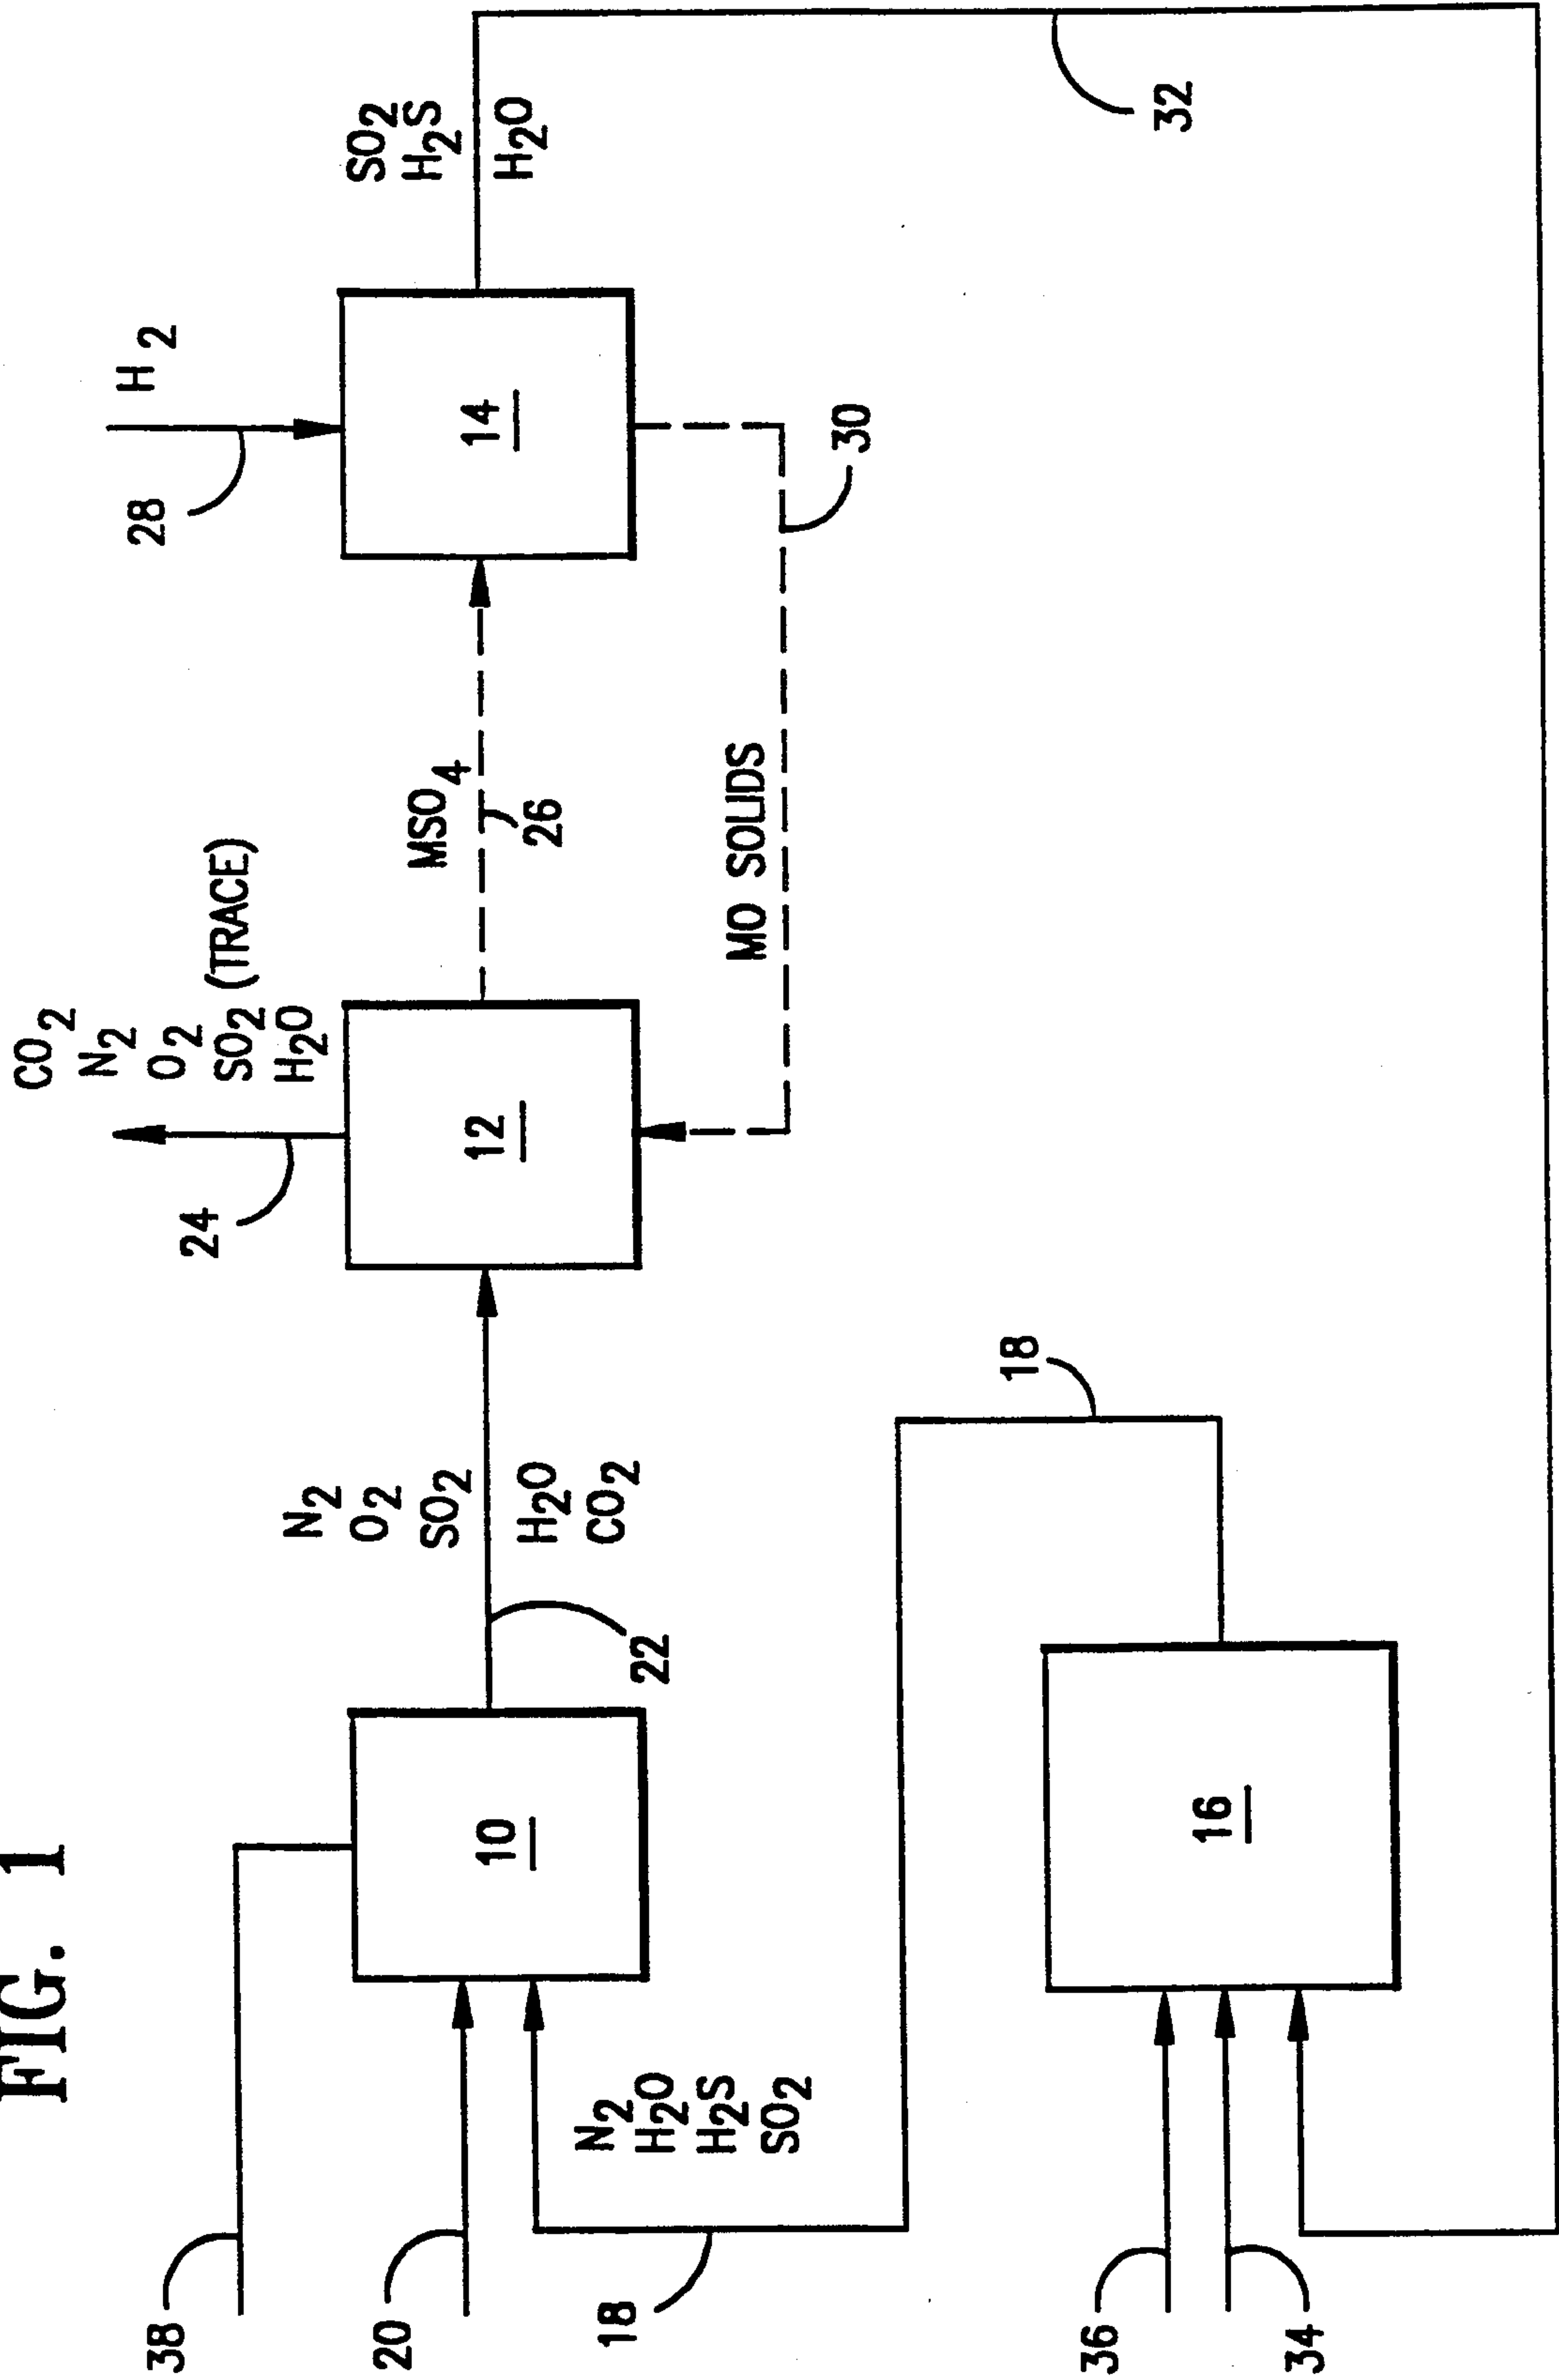 FIG. 1
38
20
18
N2
H2O
H2S
SO2
10
22
N2
O2
SO2
H2O
CO2
24
CO2
N2
O2
SO2 (TRACE)
H2O
12
MSO4
26
MO SOLIDS
30
28
H2
14
SO2
H2S
H2O
32
18
16
36
34